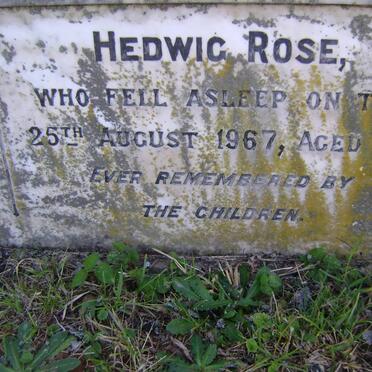 HEDWIG ROSE,
WHO FELL ASLEEP ON T
25TH AUGUST 1967, AGED
EVER REMEMBERED BY
THE CHILDREN.